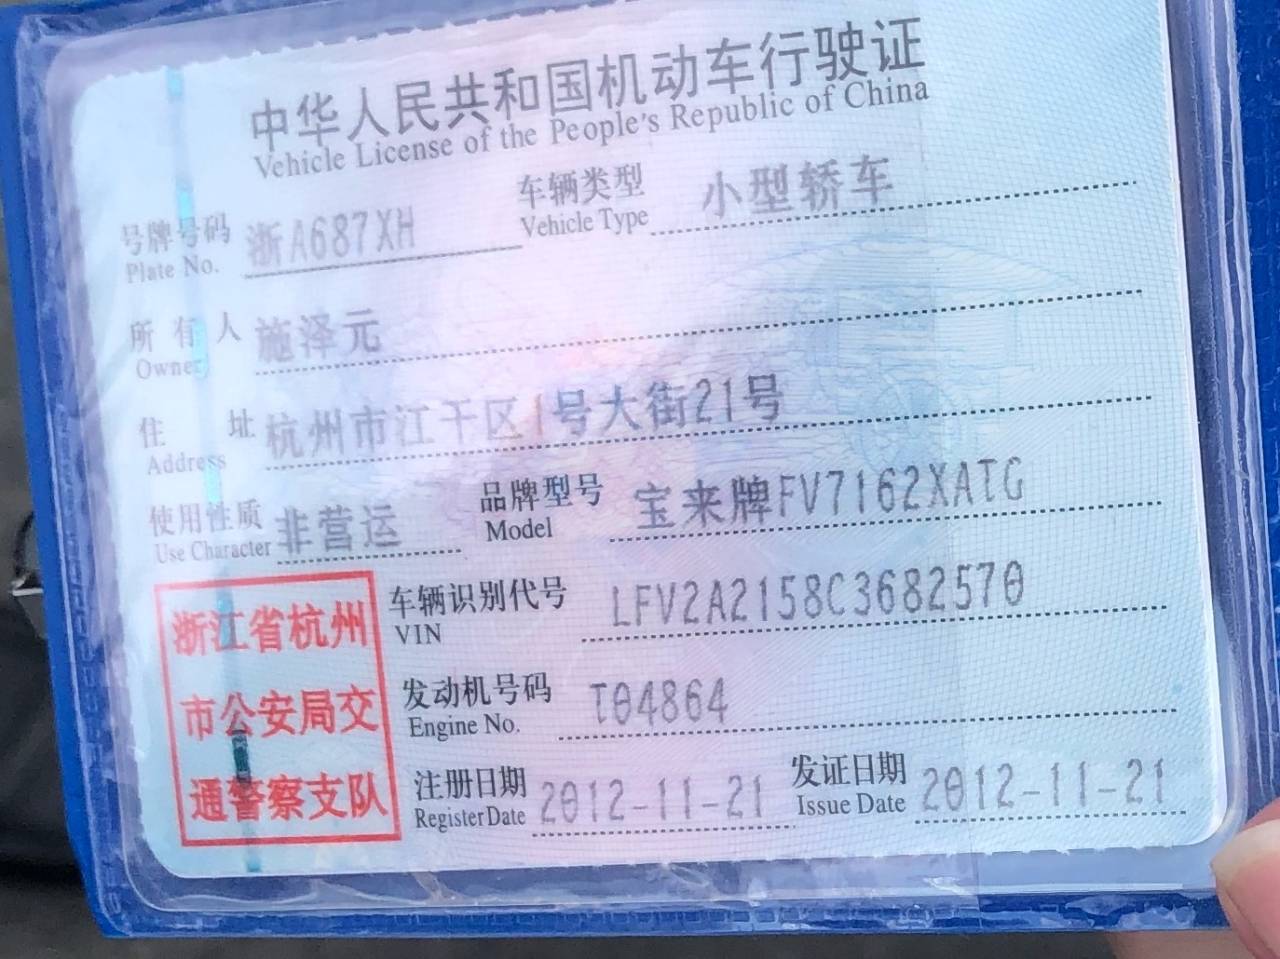 中华人民共和国机动车行驶证
Vehicle License of the People's Republic of China
号牌号码 浙A687XH 车辆类型 小型轿车
Plate No. Vehicle Type
所有人 施泽元
Owner
住址 杭州市江干区1号大街21号
Address
使用性质 非营运 品牌型号 宝来牌FV7162XATG
Use Character Model
浙江省杭州
市公安局交
通警察支队
车辆识别代号 LFV2A2158C3682570
VIN
发动机号码 T04864
Engine No.
注册日期 2012-11-21 发证日期 2012-11-21
Register Date Issue Date